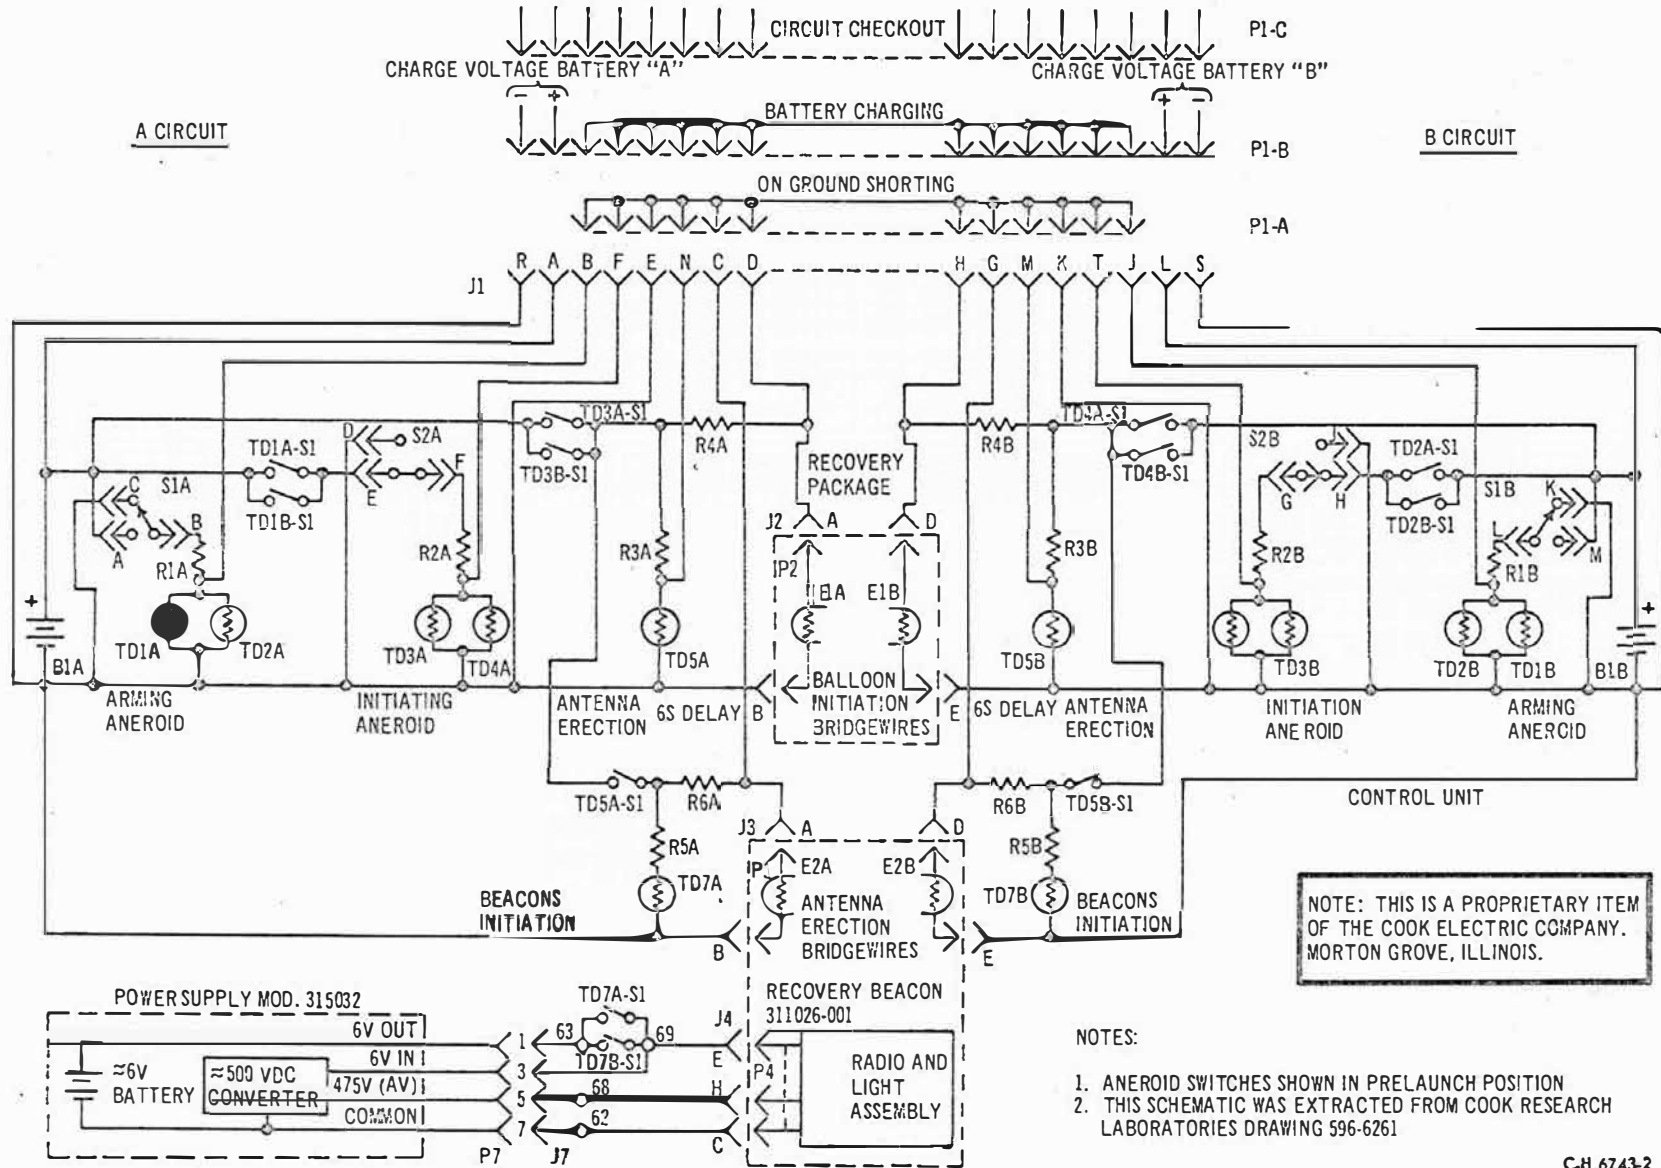 CIRCUIT CHECKOUT
P1-C
CHARGE VOLTAGE BATTERY "A"
CHARGE VOLTAGE BATTERY "B"
- +
+ -
BATTERY CHARGING
A CIRCUIT
B CIRCUIT
P1-B
ON GROUND SHORTING
P1-A
J1
R A B F E N C D
H G M K T J L S
TD3A-S1
TD4A-S1
D
S2A
TD1A-S1
R4A
R4B
S2B
TD2A-S1
F
TD3B-S1
TD4B-S1
RECOVERY
PACKAGE
C
S1A
E
G
H
S1B
K
B
TD1B-S1
TD2B-S1
J2
A
D
L
M
A
R1A
R2A
R3A
R3B
R2B
R1B
P2
E1A
E1B
+
+
TD1A
TD2A
TD3A
TD4A
TD5A
TD5B
TD3B
TD2B
TD1B
B1A
B1B
ARMING
ANEROID
INITIATING
ANEROID
ANTENNA
ERECTION
6S DELAY
B
BALLOON
INITIATION
BRIDGEWIRES
E
6S DELAY
ANTENNA
ERECTION
INITIATION
ANEROID
ARMING
ANEROID
TD5A-S1
R6A
R6B
TD5B-S1
CONTROL UNIT
J3
A
D
R5A
R5B
P
E2A
E2B
TD7A
TD7B
BEACONS
INITIATION
ANTENNA
ERECTION
BRIDGEWIRES
BEACONS
INITIATION
B
E
NOTE: THIS IS A PROPRIETARY ITEM
OF THE COOK ELECTRIC COMPANY.
MORTON GROVE, ILLINOIS.
POWER SUPPLY MOD. 315032
TD7A-S1
RECOVERY BEACON
311026-001
6V OUT
1
63
69
J4
TD7B-S1
E
6V IN
3
P4
≈6V
BATTERY
≈500 VDC
CONVERTER
475V (AV)
5
68
H
RADIO AND
LIGHT
ASSEMBLY
COMMON
7
62
C
P7
J7
NOTES:
1. ANEROID SWITCHES SHOWN IN PRELAUNCH POSITION
2. THIS SCHEMATIC WAS EXTRACTED FROM COOK RESEARCH
LABORATORIES DRAWING 596-6261
C-H 6743-2